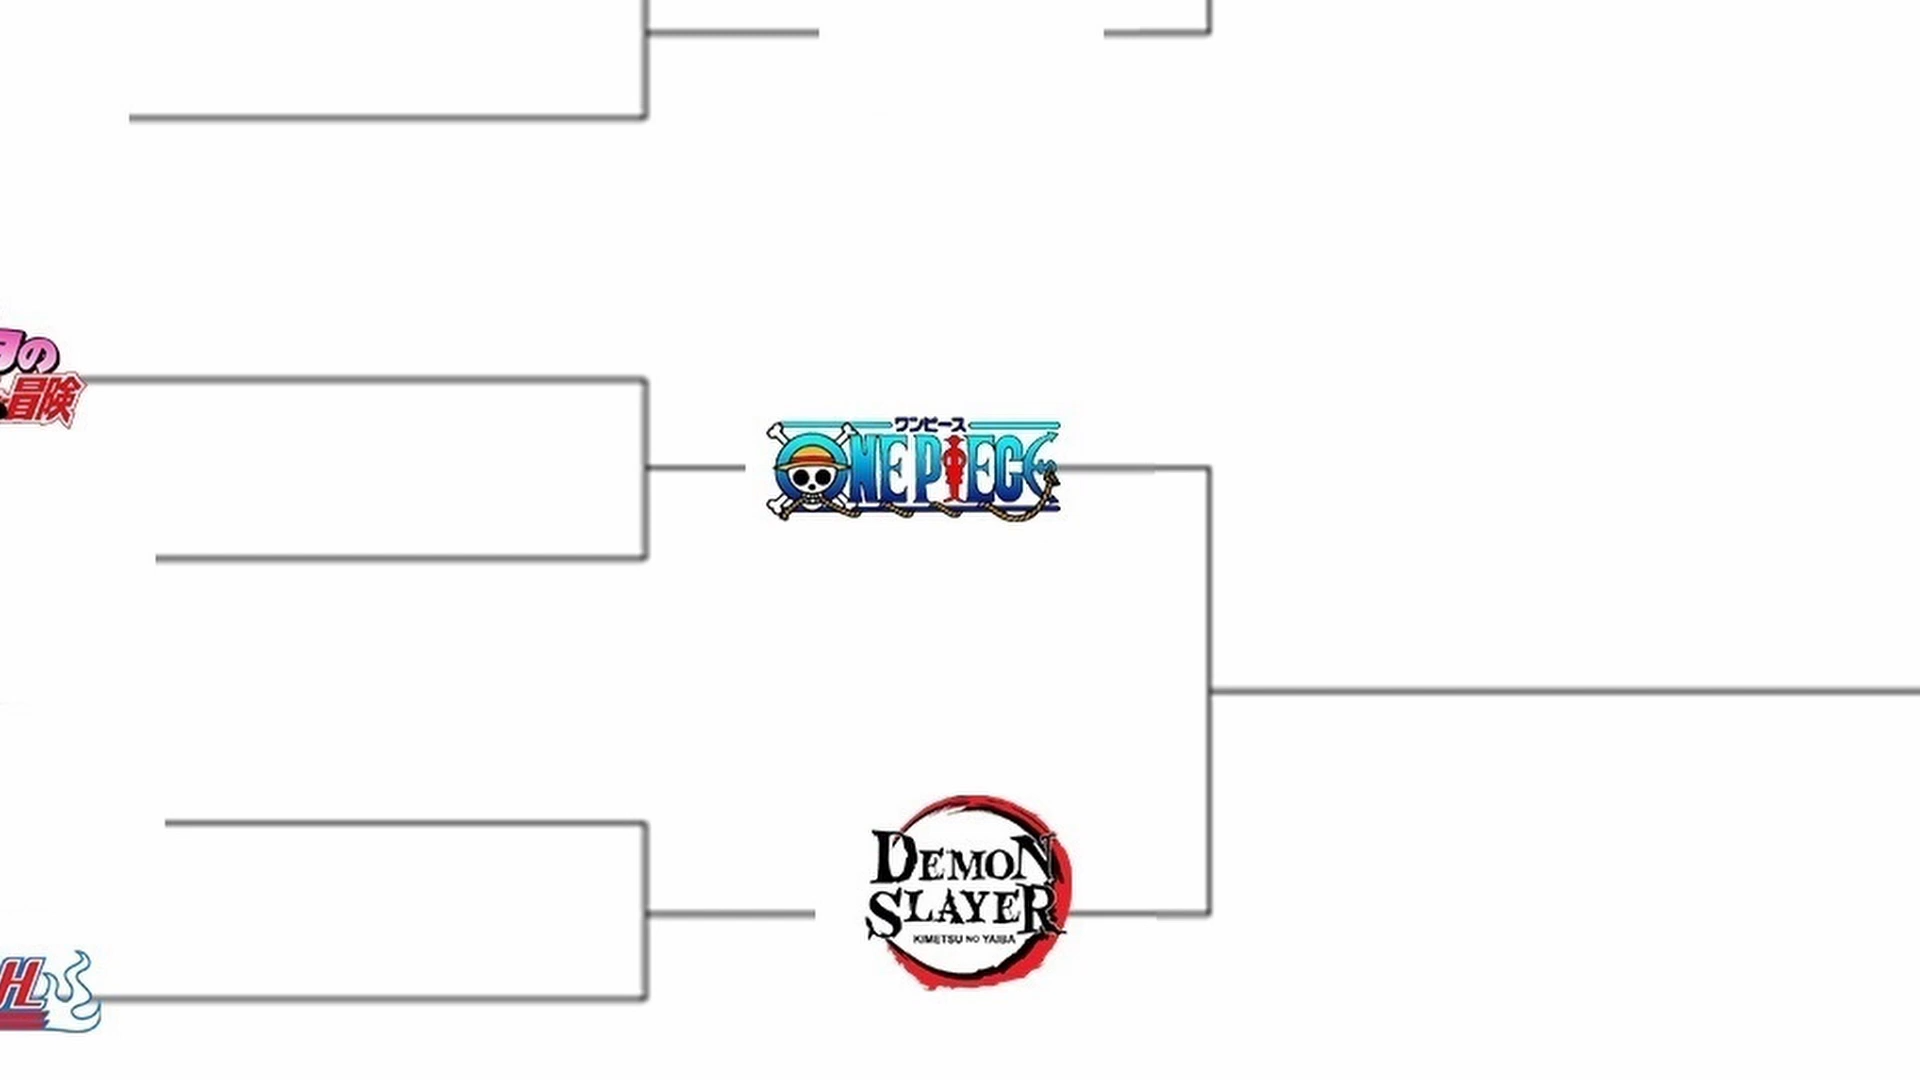 の
冒険
ワンピース
ONE PIECE
DEMON
SLAYER
KIMETSU NO YAIBA
H